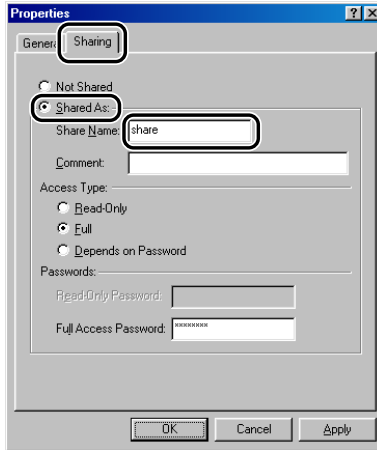 Properties
General Sharing
Not Shared
Shared As:
Share Name: share
Comment:
Access Type:
Read-Only
Full
Depends on Password
Passwords:
Read-Only Password:
Full Access Password: ********
OK Cancel Apply